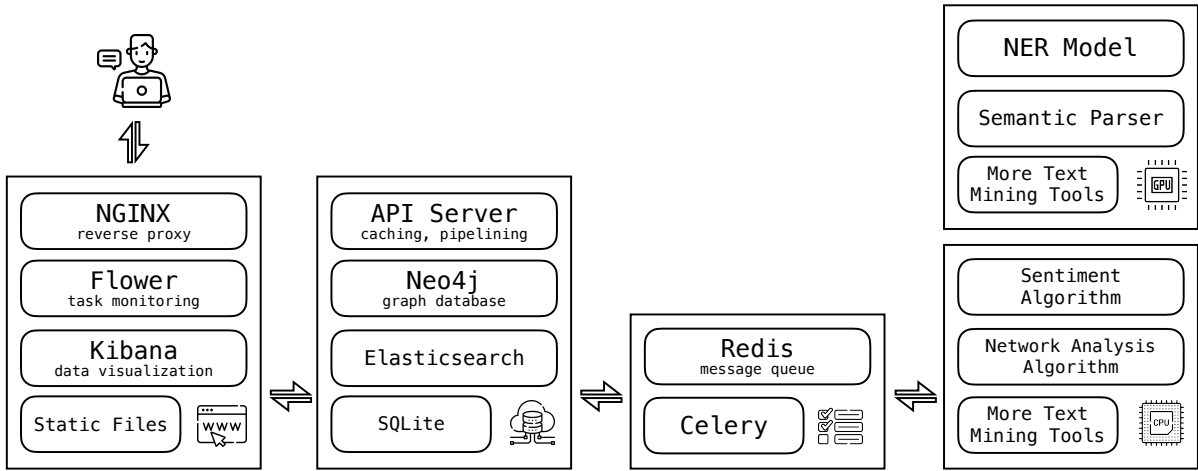 NGINX
reverse proxy
Flower
task monitoring
Kibana
data visualization
Static Files
www
API Server
caching, pipelining
Neo4j
graph database
Elasticsearch
SQLite
Redis
message queue
Celery
NER Model
Semantic Parser
More Text
Mining Tools
GPU
Sentiment
Algorithm
Network Analysis
Algorithm
More Text
Mining Tools
CPU